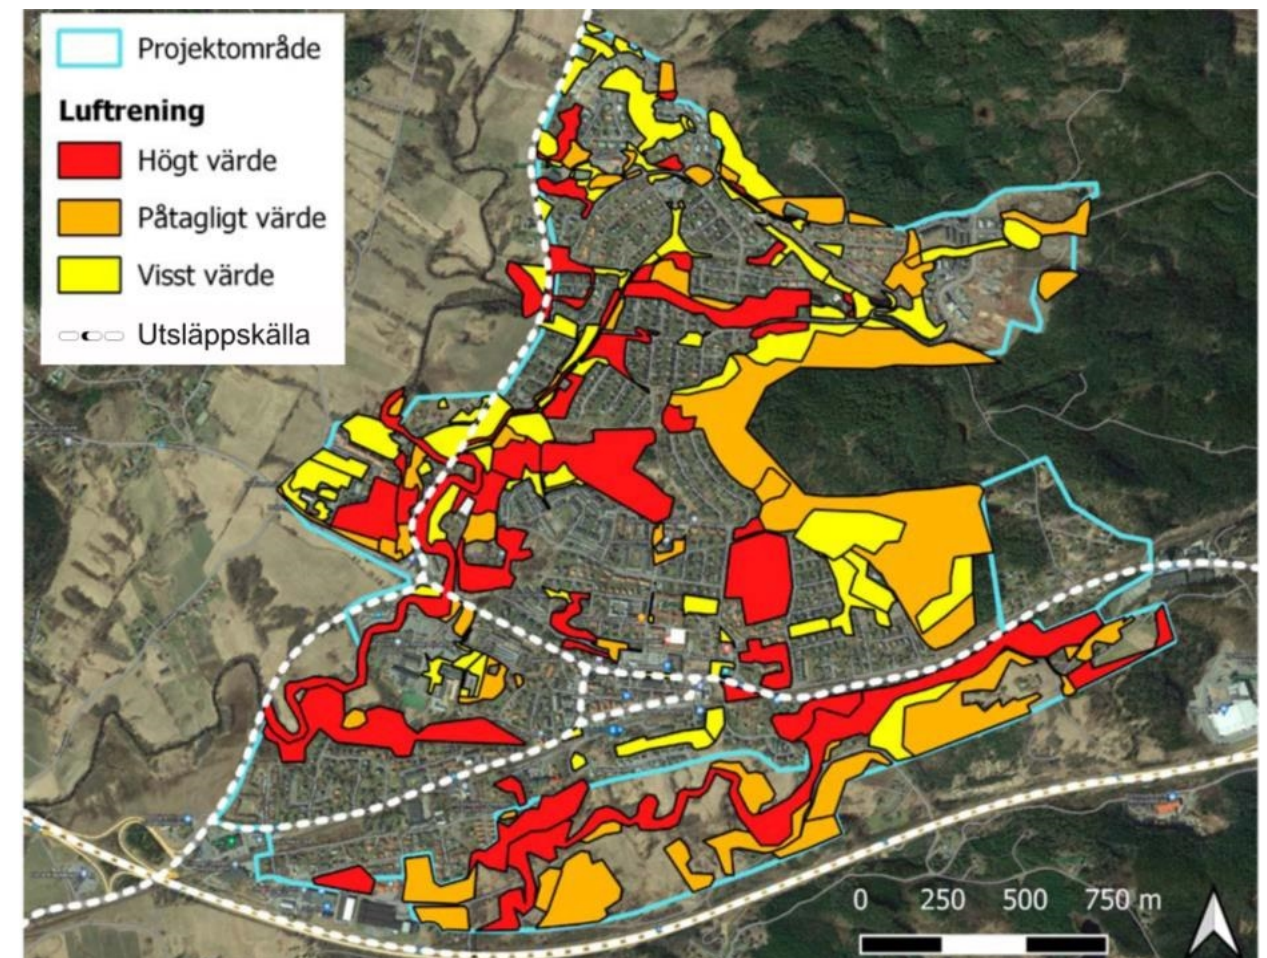 Projektområde
Luftrening
Högt värde
Påtagligt värde
Visst värde
Utsläppskälla
0 250 500 750 m